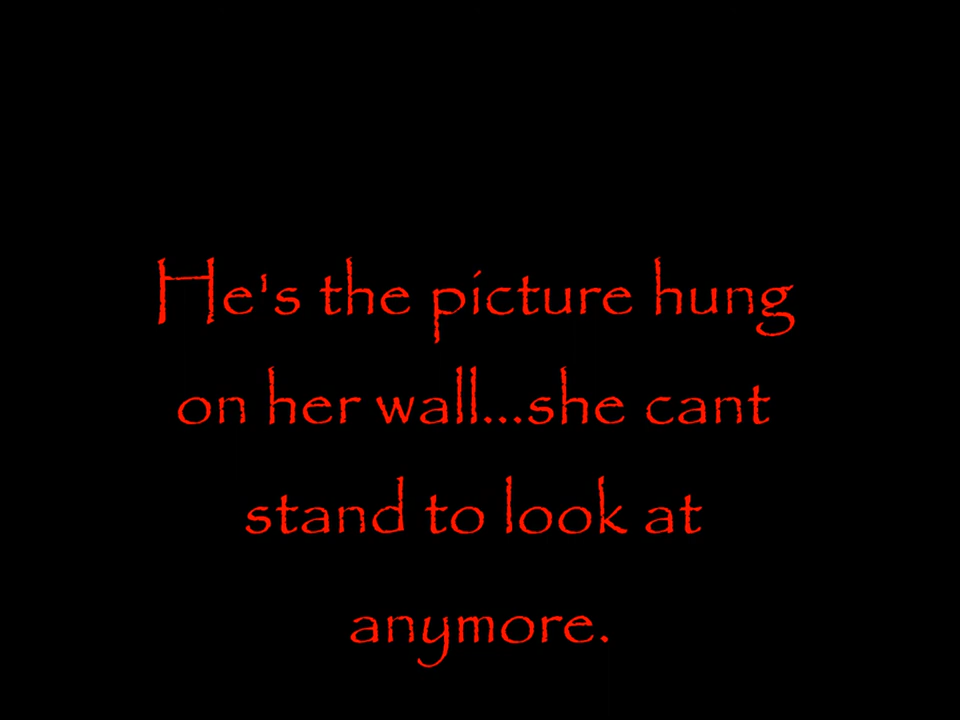 He's the picture hung
on her wall...she cant
stand to look at
anymore.